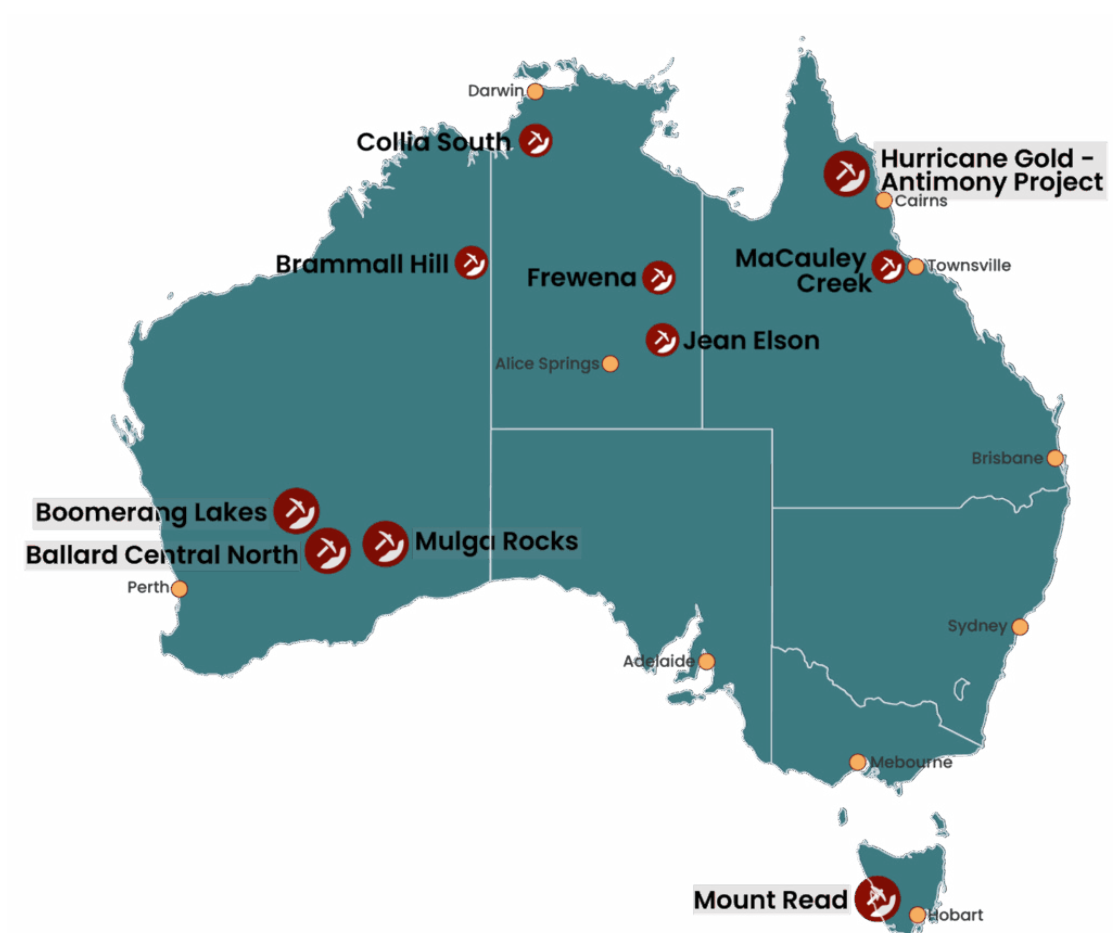 Darwin
Collia South
Hurricane Gold -
Antimony Project
Cairns
Brammall Hill
Frewena
MaCauley
Creek
Townsville
Jean Elson
Alice Springs
Brisbane
Boomerang Lakes
Ballard Central North
Mulga Rocks
Perth
Sydney
Adelaide
Mebourne
Mount Read
Hobart